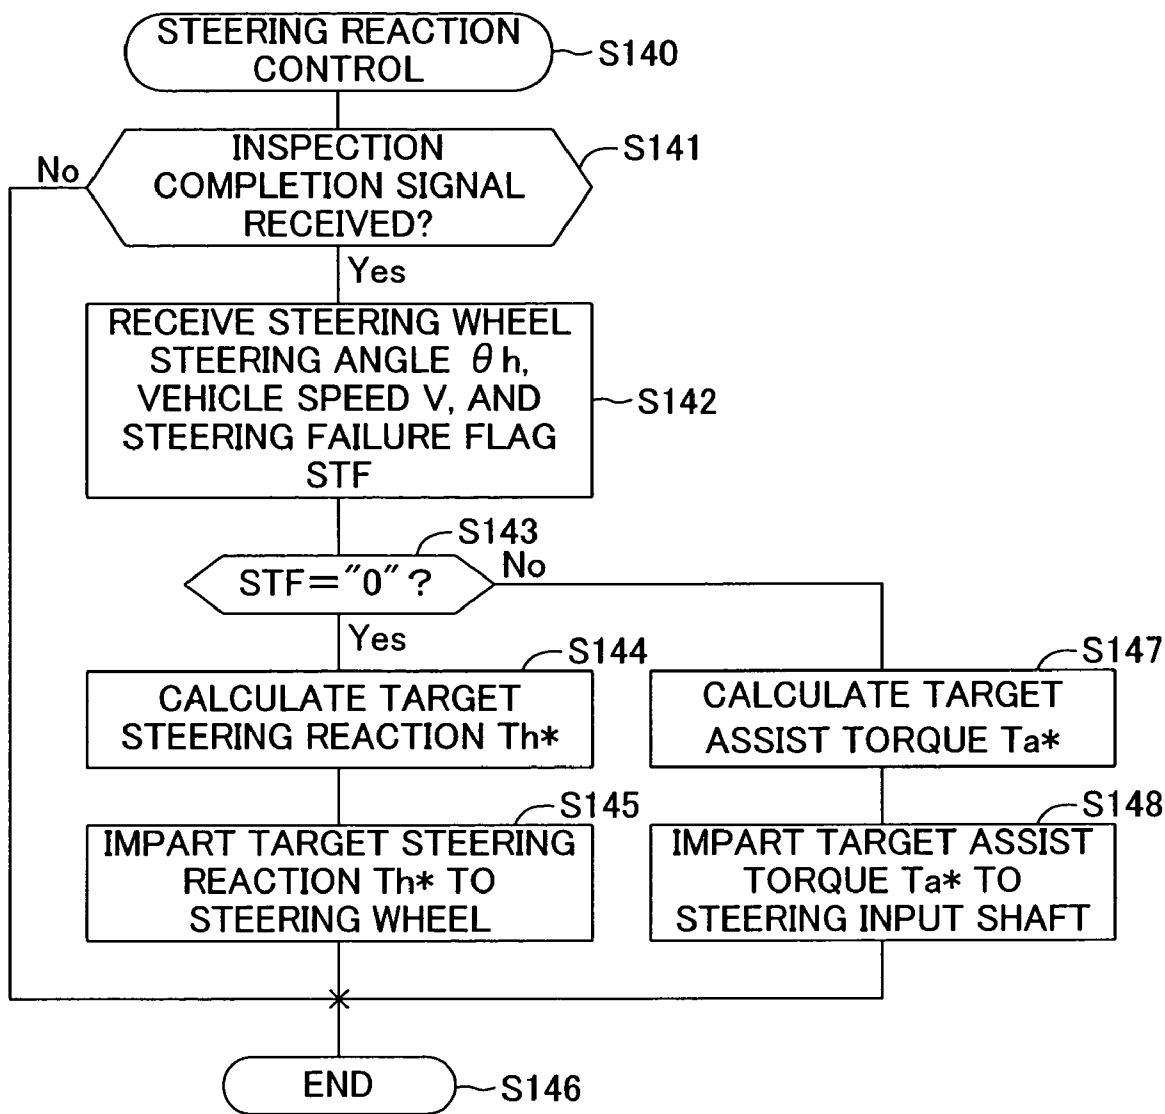 STEERING REACTION
CONTROL
S140
INSPECTION
COMPLETION SIGNAL
RECEIVED?
S141
No
Yes
RECEIVE STEERING WHEEL
STEERING ANGLE θh,
VEHICLE SPEED V, AND
STEERING FAILURE FLAG
STF
S142
S143
STF="0"?
No
Yes
S144
CALCULATE TARGET
STEERING REACTION Th*
S147
CALCULATE TARGET
ASSIST TORQUE Ta*
S145
IMPART TARGET STEERING
REACTION Th* TO
STEERING WHEEL
S148
IMPART TARGET ASSIST
TORQUE Ta* TO
STEERING INPUT SHAFT
END
S146